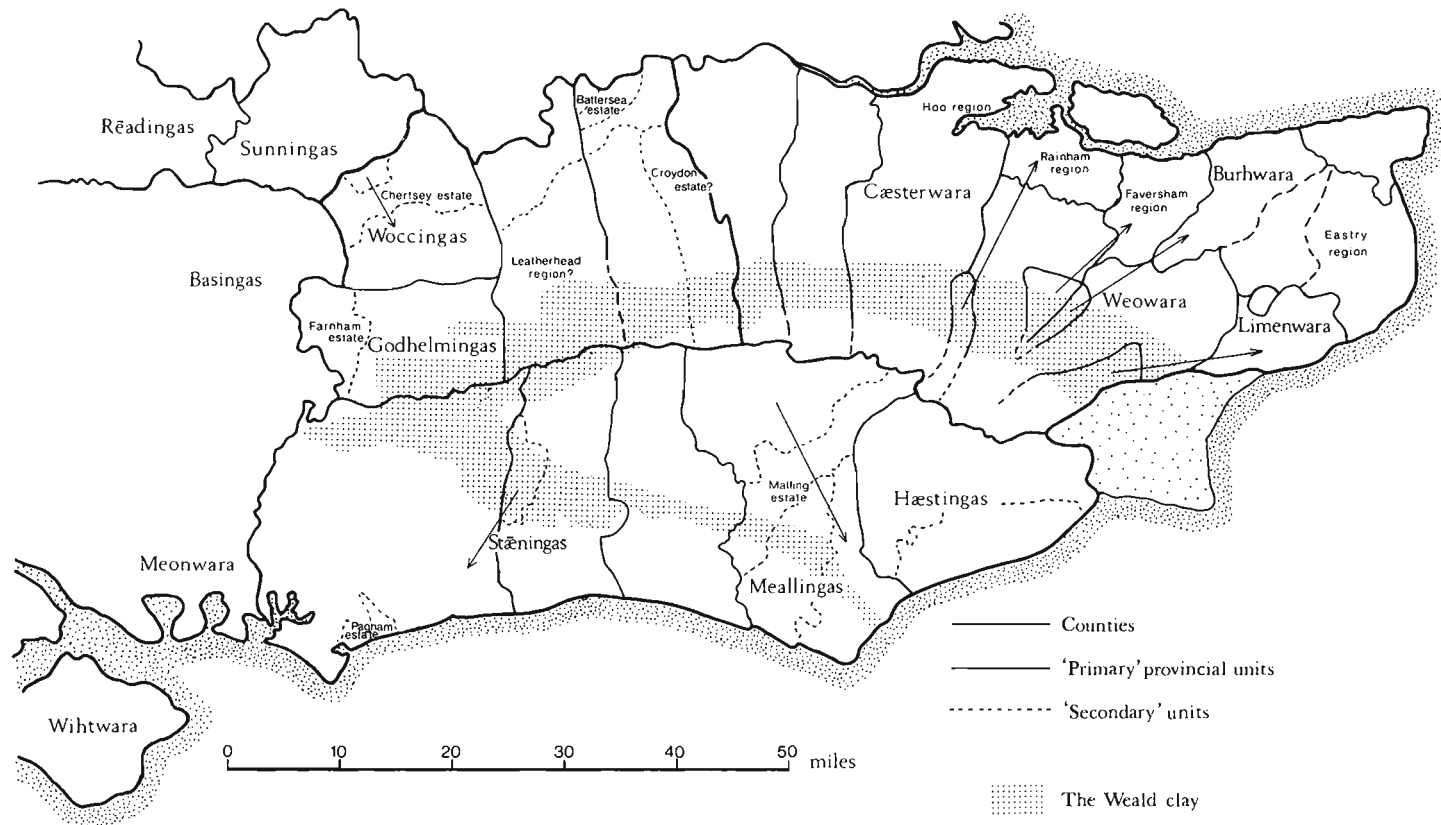 Rēadingas
Sunningas
Battersea
estate
Hoo region
Chertsey estate
Woccingas
Croydon
estate?
Cæsterwara
Rainham
region
Faversham
region
Burhwara
Eastry
region
Basingas
Leatherhead
region?
Weowara
Limenwara
Farnham
estate
Godhelmingas
Malling
estate
Hæstingas
Stǣningas
Meonwara
Meallingas
Pagham
estate
Wihtwara
Counties
'Primary' provincial units
'Secondary' units
0 10 20 30 40 50
miles
The Weald clay